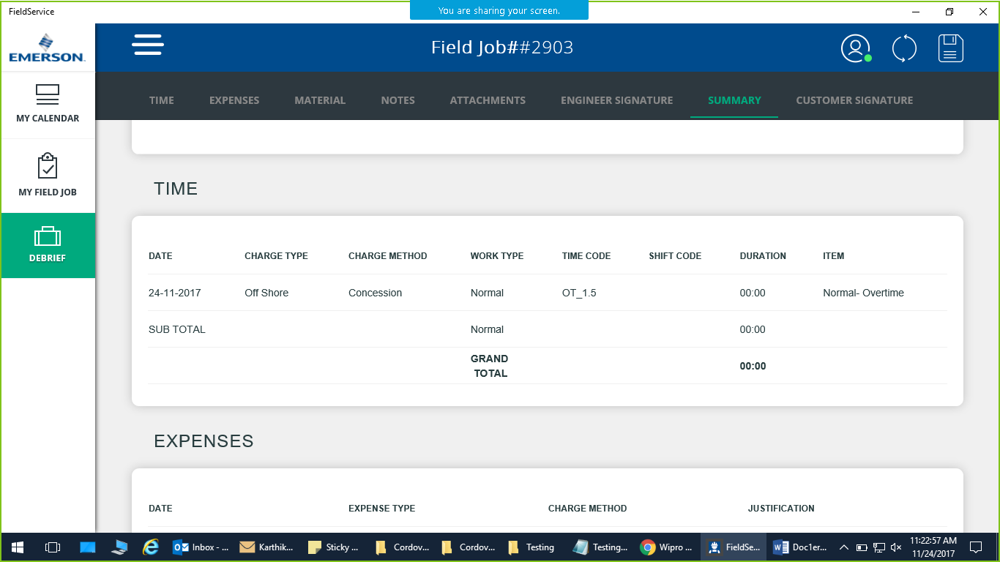 FieldService
You are sharing your screen.
EMERSON.
Field Job##2903
MY CALENDAR
MY FIELD JOB
DEBRIEF
TIME EXPENSES MATERIAL NOTES ATTACHMENTS ENGINEER SIGNATURE SUMMARY CUSTOMER SIGNATURE
TIME
DATE CHARGE TYPE CHARGE METHOD WORK TYPE TIME CODE SHIFT CODE DURATION ITEM
24-11-2017 Off Shore Concession Normal OT_1.5 00:00 Normal- Overtime
SUB TOTAL Normal 00:00
GRAND
TOTAL 00:00
EXPENSES
DATE EXPENSE TYPE CHARGE METHOD JUSTIFICATION
Inbox - ... Karthik... Sticky ... Cordov... Cordov... Testing Testing... Wipro ... FieldSe... Doc1er... 11:22:57 AM
11/24/2017